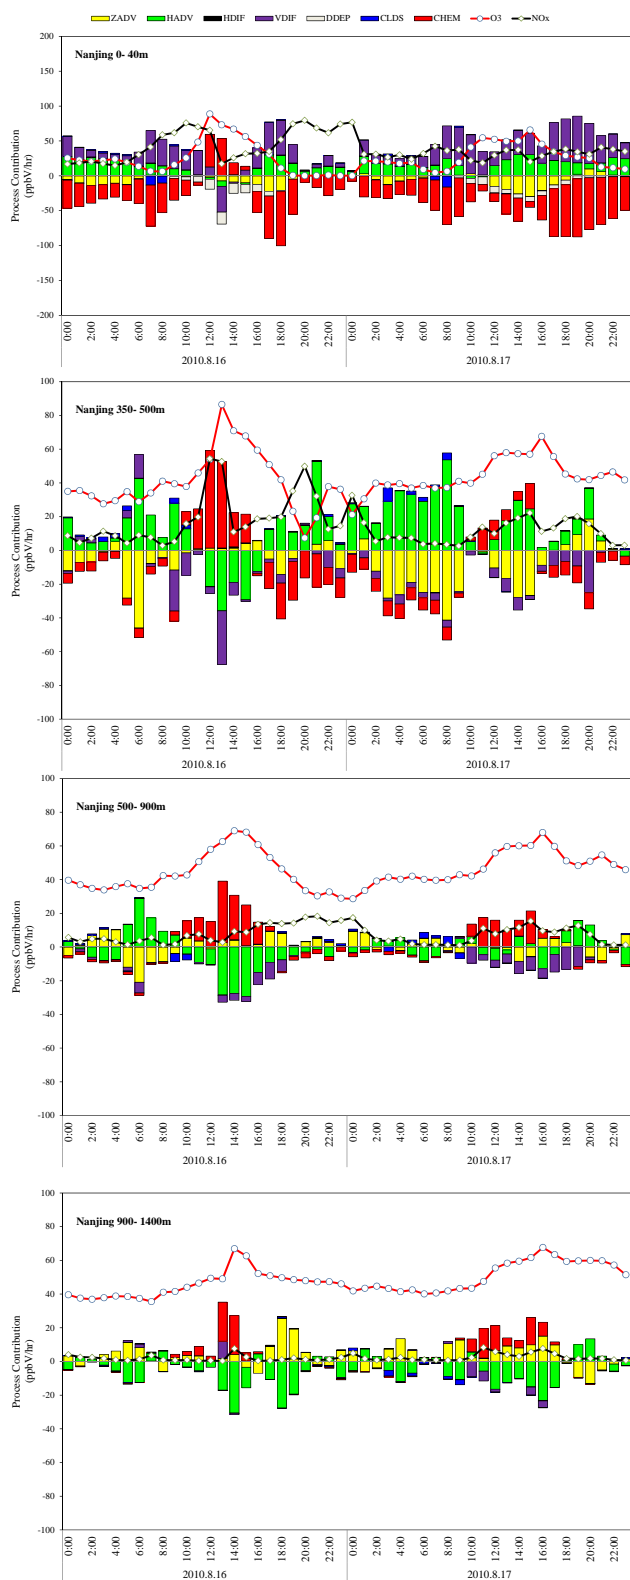 ZADV HADV HDIF VDIF DDEP CLDS CHEM O3 NOx
Nanjing 0- 40m
Process Contribution
(ppbV/hr)
200
150
100
50
0
-50
-100
-150
-200
0:00 2:00 4:00 6:00 8:00 10:00 12:00 14:00 16:00 18:00 20:00 22:00 0:00 2:00 4:00 6:00 8:00 10:00 12:00 14:00 16:00 18:00 20:00 22:00
2010.8.16 2010.8.17
Nanjing 350- 500m
Process Contribution
(ppbV/hr)
100
80
60
40
20
0
-20
-40
-60
-80
-100
0:00 2:00 4:00 6:00 8:00 10:00 12:00 14:00 16:00 18:00 20:00 22:00 0:00 2:00 4:00 6:00 8:00 10:00 12:00 14:00 16:00 18:00 20:00 22:00
2010.8.16 2010.8.17
Nanjing 500- 900m
Process Contribution
(ppbV/hr)
100
80
60
40
20
0
-20
-40
-60
-80
-100
0:00 2:00 4:00 6:00 8:00 10:00 12:00 14:00 16:00 18:00 20:00 22:00 0:00 2:00 4:00 6:00 8:00 10:00 12:00 14:00 16:00 18:00 20:00 22:00
2010.8.16 2010.8.17
Nanjing 900- 1400m
Process Contribution
(ppbV/hr)
100
80
60
40
20
0
-20
-40
-60
-80
-100
0:00 2:00 4:00 6:00 8:00 10:00 12:00 14:00 16:00 18:00 20:00 22:00 0:00 2:00 4:00 6:00 8:00 10:00 12:00 14:00 16:00 18:00 20:00 22:00
2010.8.16 2010.8.17